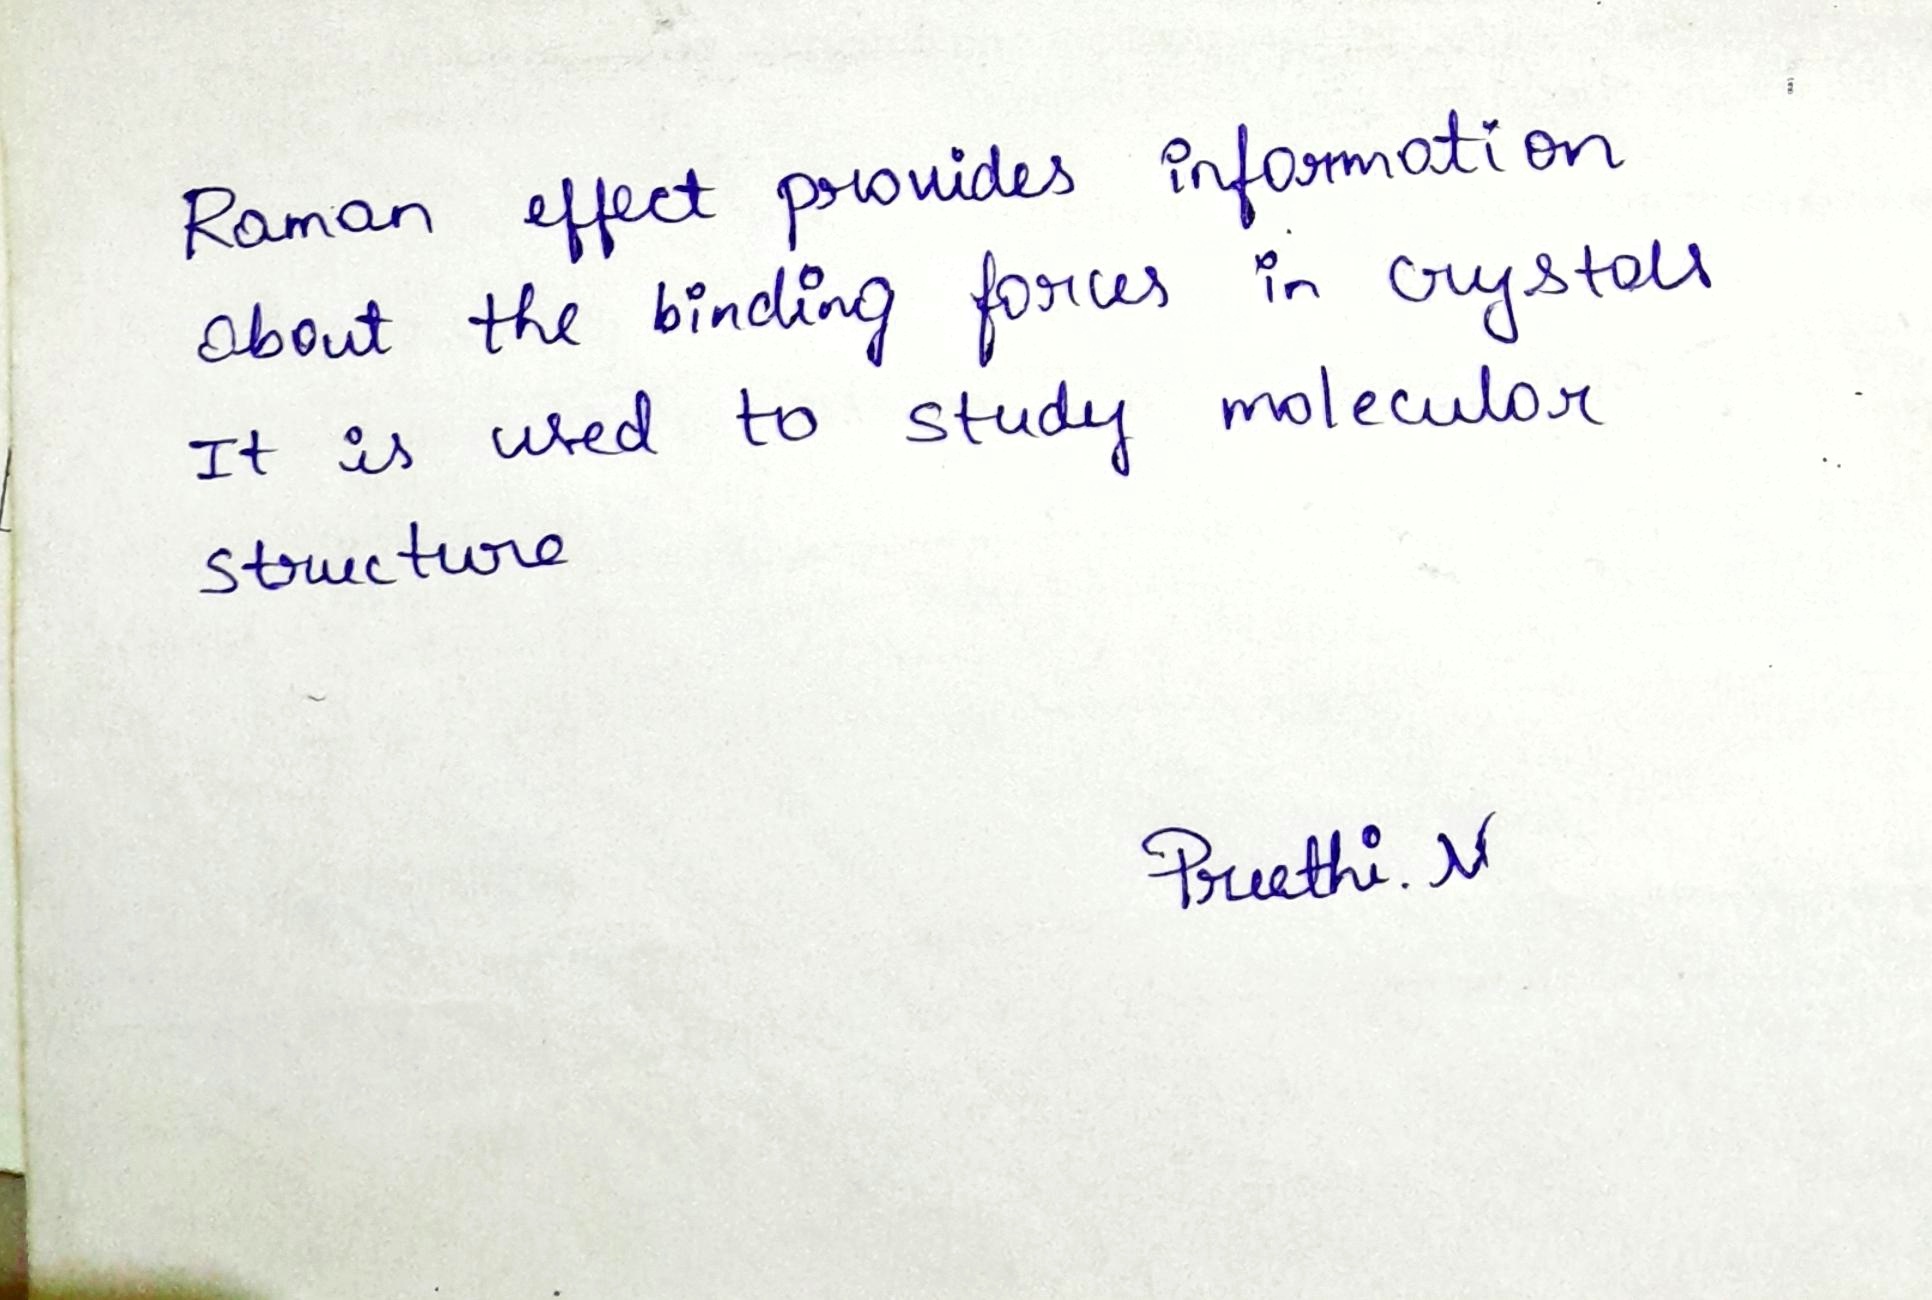 Raman effect provides information
about the binding forces in crystals
It is used to study molecular
structure
Preethi. N